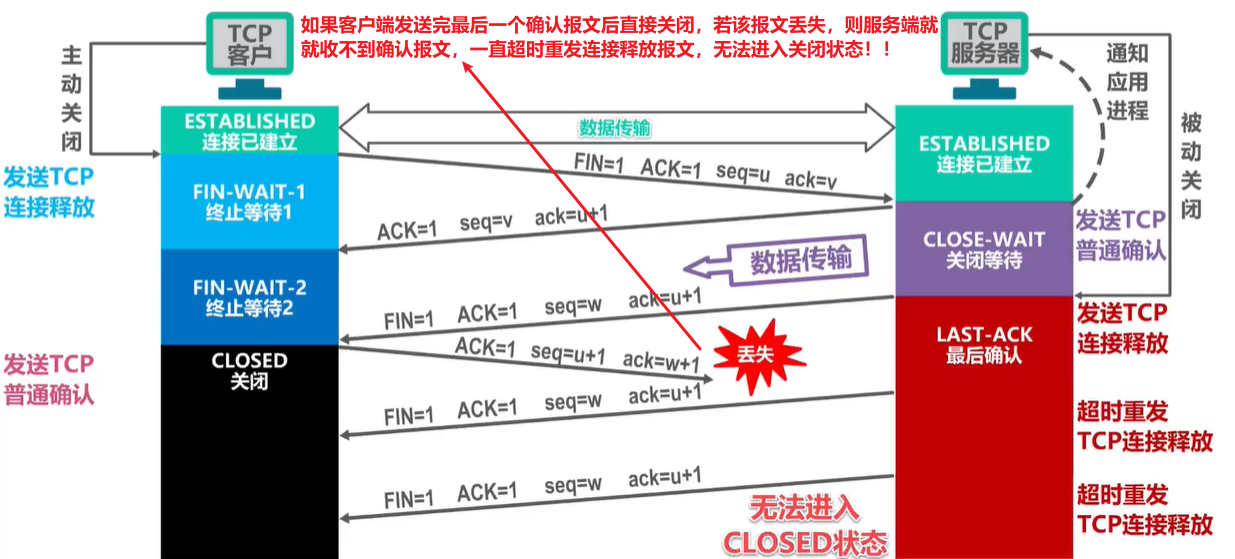 如果客户端发送完最后一个确认报文后直接关闭，若该报文丢失，则服务端就
就收不到确认报文，一直超时重发连接释放报文，无法进入关闭状态！！
TCP
客户
TCP
服务器
主动关闭
通知
应用
进程
被动关闭
ESTABLISHED
连接已建立
数据传输
ESTABLISHED
连接已建立
FIN=1 ACK=1 seq=u ack=v
发送TCP
连接释放
FIN-WAIT-1
终止等待1
ACK=1 seq=v ack=u+1
CLOSE-WAIT
关闭等待
发送TCP
普通确认
数据传输
FIN-WAIT-2
终止等待2
FIN=1 ACK=1 seq=w ack=u+1
发送TCP
连接释放
LAST-ACK
最后确认
发送TCP
普通确认
CLOSED
关闭
ACK=1 seq=u+1 ack=w+1
丢失
FIN=1 ACK=1 seq=w ack=u+1
超时重发
TCP连接释放
FIN=1 ACK=1 seq=w ack=u+1
超时重发
TCP连接释放
无法进入
CLOSED状态